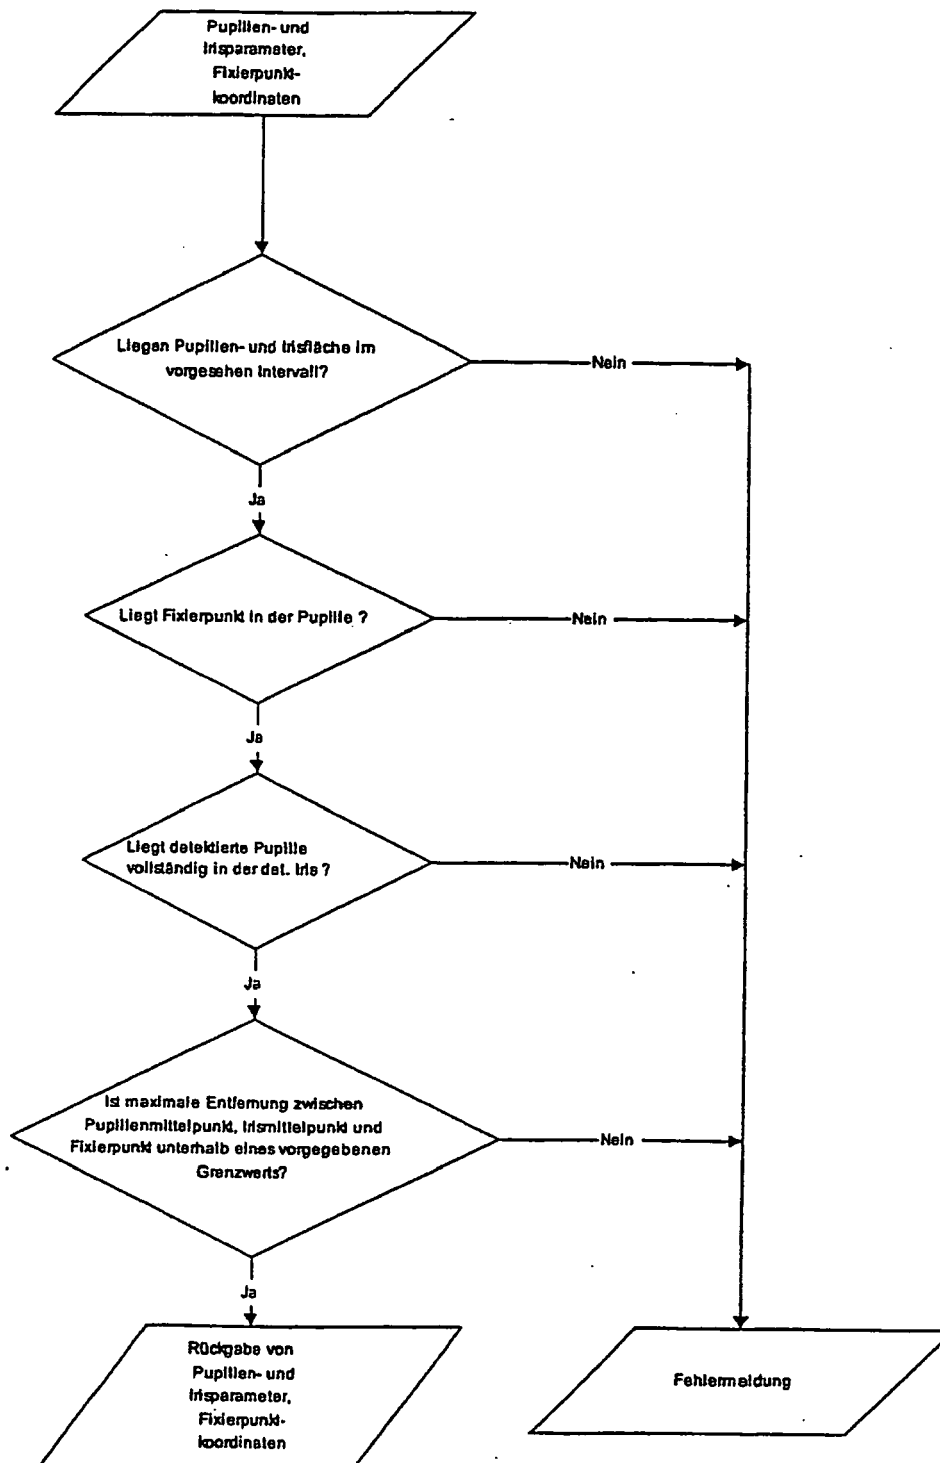 Pupillen- und
Irisparameter,
Fixierpunkt-
koordinaten
Liegen Pupillen- und Irisfläche im
vorgesehen Intervall?
Nein
Ja
Liegt Fixierpunkt in der Pupille ?
Nein
Ja
Liegt detektierte Pupille
vollständig in der det. Iris ?
Nein
Ja
Ist maximale Entfernung zwischen
Pupillenmittelpunkt, Irismittelpunkt und
Fixierpunkt unterhalb eines vorgegebenen
Grenzwerts?
Nein
Ja
Rückgabe von
Pupillen- und
Irisparameter,
Fixierpunkt-
koordinaten
Fehlermeldung